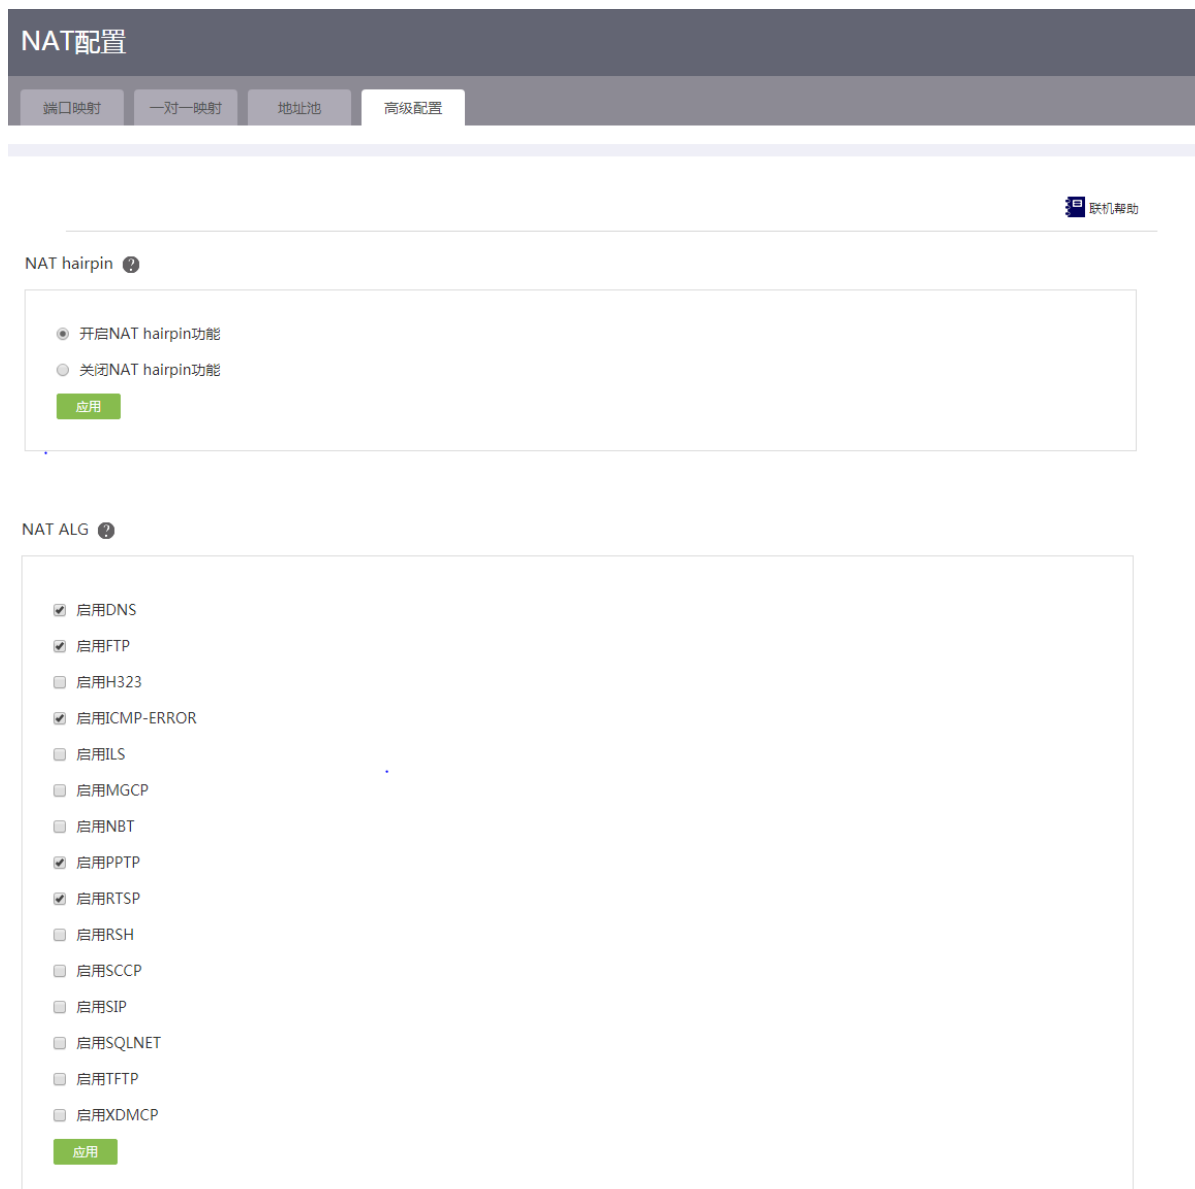 NAT配置
端口映射 一对一映射 地址池 高级配置
联机帮助
NAT hairpin ?
开启NAT hairpin功能
关闭NAT hairpin功能
应用
NAT ALG ?
启用DNS
启用FTP
启用H323
启用ICMP-ERROR
启用ILS
启用MGCP
启用NBT
启用PPTP
启用RTSP
启用RSH
启用SCCP
启用SIP
启用SQLNET
启用TFTP
启用XDMCP
应用